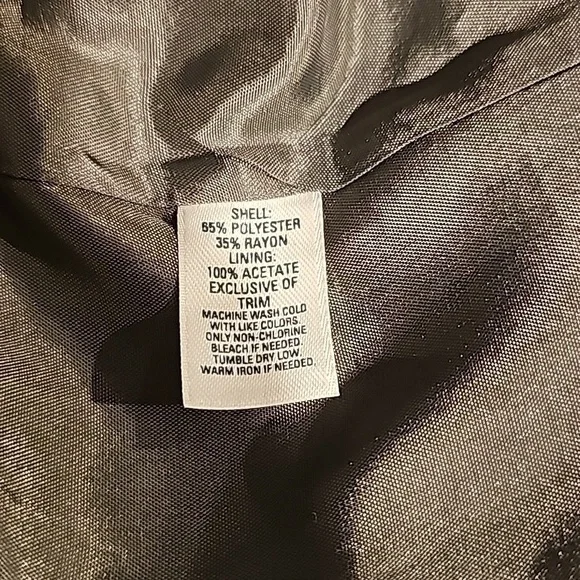 SHELL:
65% POLYESTER
35% RAYON
LINING:
100% ACETATE
EXCLUSIVE OF
TRIM
MACHINE WASH COLD
WITH LIKE COLORS.
ONLY NON-CHLORINE
BLEACH IF NEEDED.
TUMBLE DRY LOW.
WARM IRON IF NEEDED.